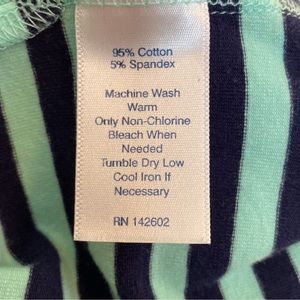 95% Cotton
5% Spandex
Machine Wash
Warm
Only Non-Chlorine
Bleach When
Needed
Tumble Dry Low
Cool Iron If
Necessary
RN 142602